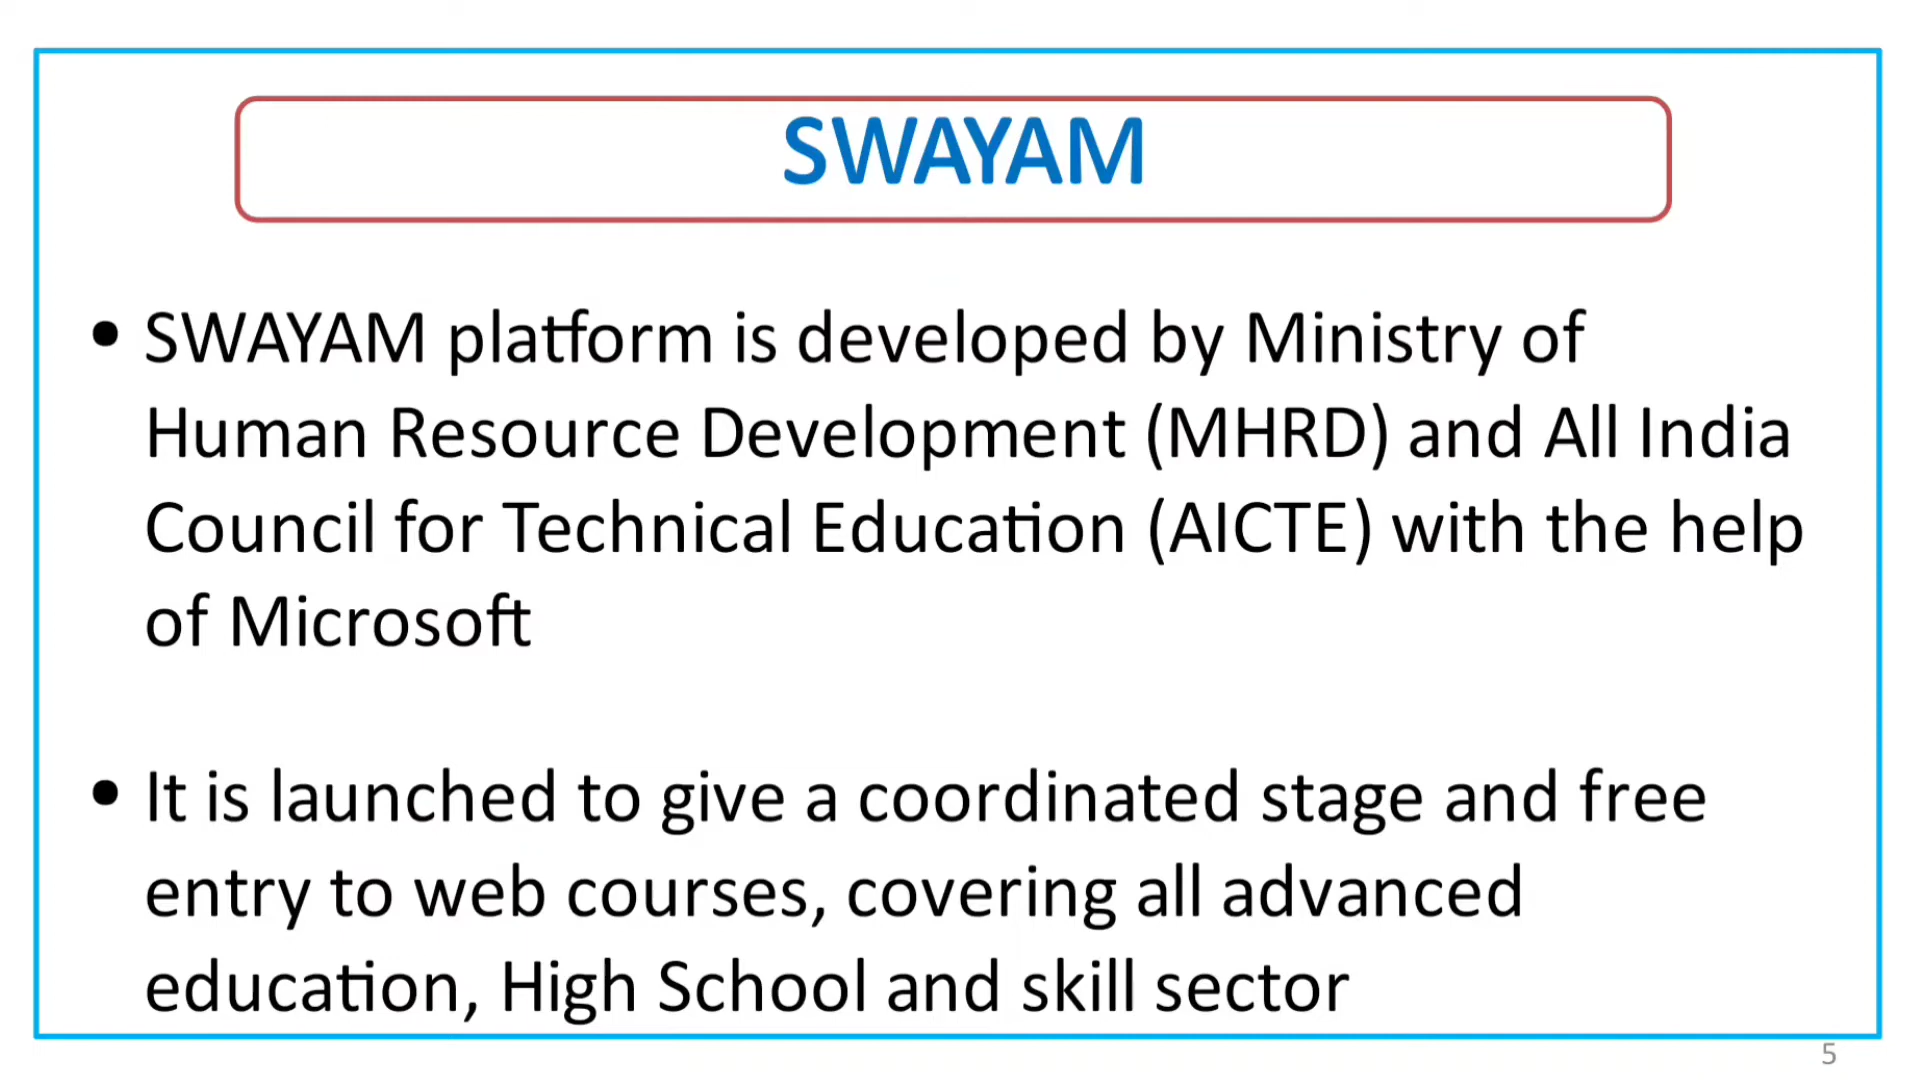 SWAYAM
• SWAYAM platform is developed by Ministry of
Human Resource Development (MHRD) and All India
Council for Technical Education (AICTE) with the help
of Microsoft
• It is launched to give a coordinated stage and free
entry to web courses, covering all advanced
education, High School and skill sector
5